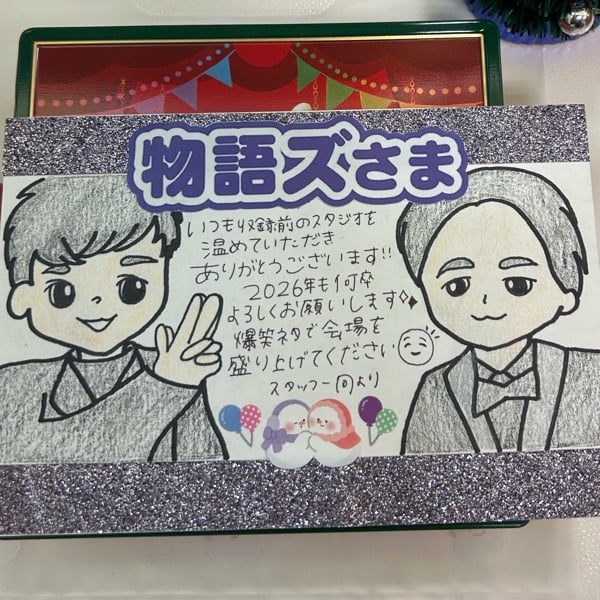 物語ズさま
いつも収録前のスタジオを
温めていただき
ありがとうございます!!
2026年も何卒
よろしくお願いします
爆笑ネタで会場を
盛り上げてください
スタッフ一同より